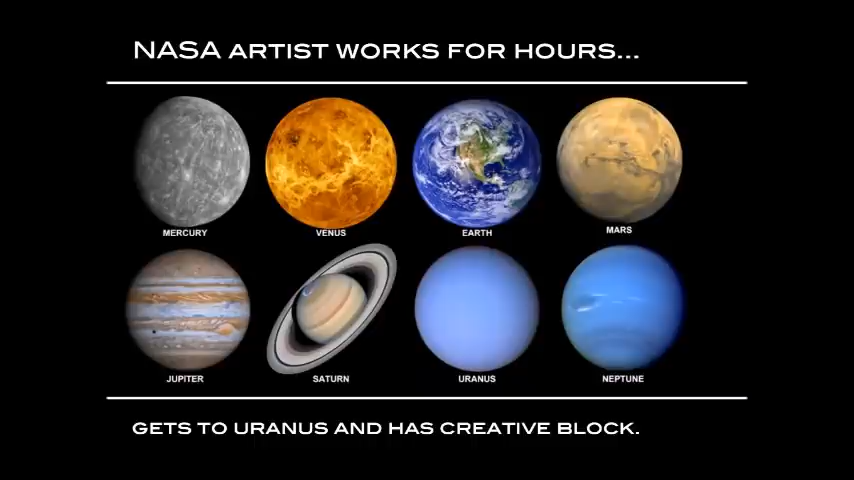 NASA ARTIST WORKS FOR HOURS...
MERCURY VENUS EARTH MARS
JUPITER SATURN URANUS NEPTUNE
GETS TO URANUS AND HAS CREATIVE BLOCK.